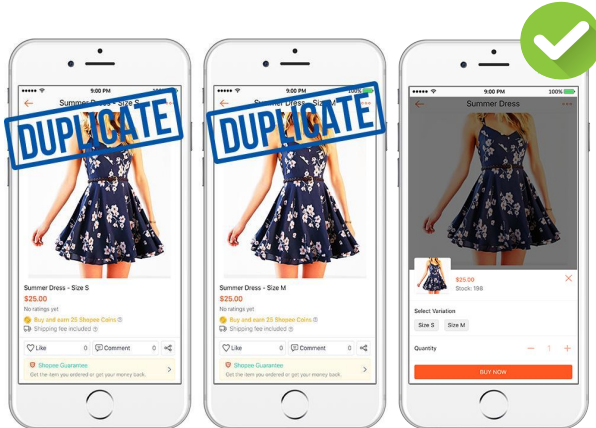 9:00 PM
100%
Summer Dress - Size S
DUPLICATE
Summer Dress - Size S
$25.00
No ratings yet
Buy and earn 25 Shopee Coins
Shipping fee included
Like 0 Comment 0
Shopee Guarantee
Get the item you ordered or get your money back.
9:00 PM
100%
Summer Dress - Size M
DUPLICATE
Summer Dress - Size M
$25.00
No ratings yet
Buy and earn 25 Shopee Coins
Shipping fee included
Like 0 Comment 0
Shopee Guarantee
Get the item you ordered or get your money back.
9:00 PM
100%
Summer Dress
$25.00
Stock: 198
Select Variation
Size S Size M
Quantity 1
BUY NOW